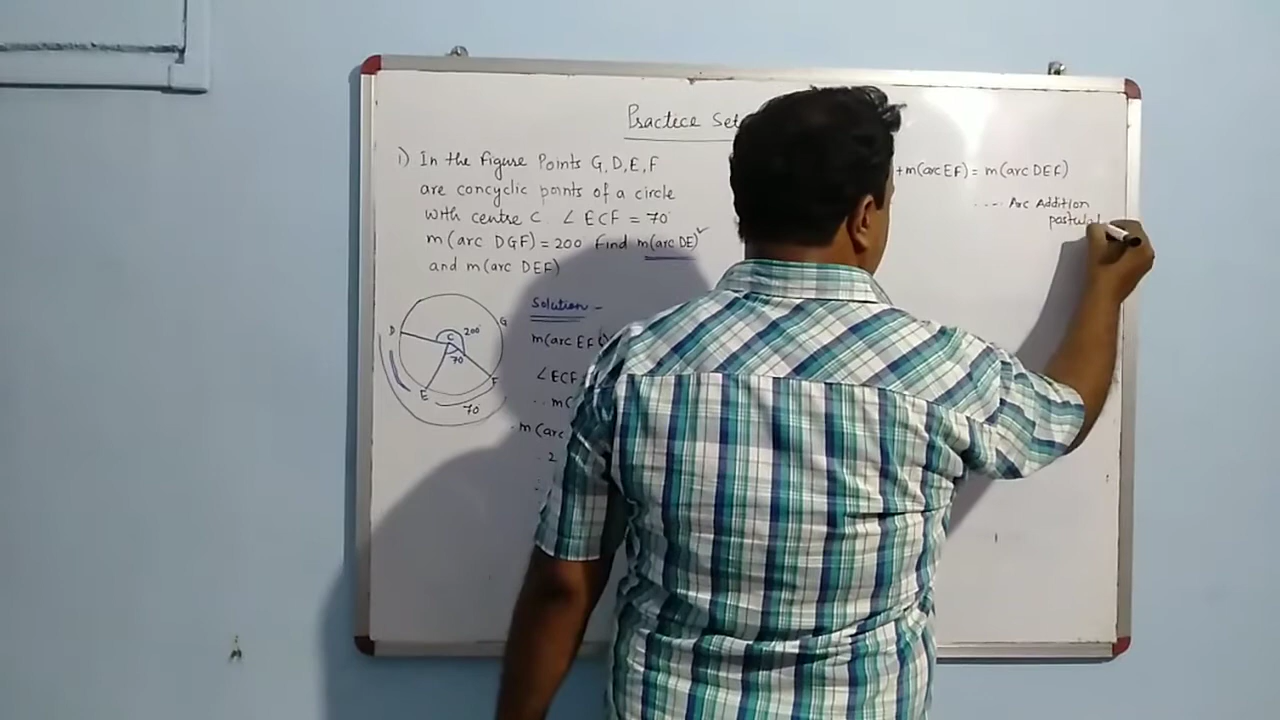 Practice Set
1) In the figure Points G, D, E, F
are concyclic points of a circle
with centre C. ∠ECF = 70°
m(arc DGF) = 200 find m(arc DE)
and m(arc DEF)
Solution -
m(arc EF
∠ECF
∴ m(
m(arc
2
D
G
C
200°
70
E
F
70
+m(arc EF) = m(arc DEF)
.... Arc Addition
postulat